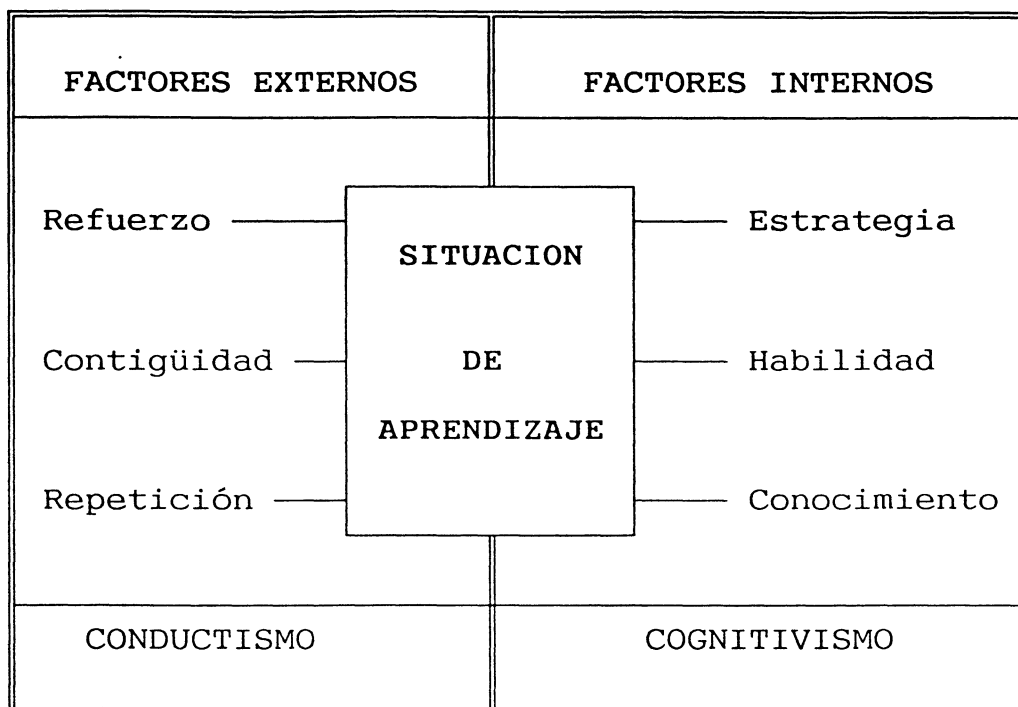 FACTORES EXTERNOS
FACTORES INTERNOS
Refuerzo
Contigüidad
Repetición
SITUACION
DE
APRENDIZAJE
Estrategia
Habilidad
Conocimiento
CONDUCTISMO
COGNITIVISMO